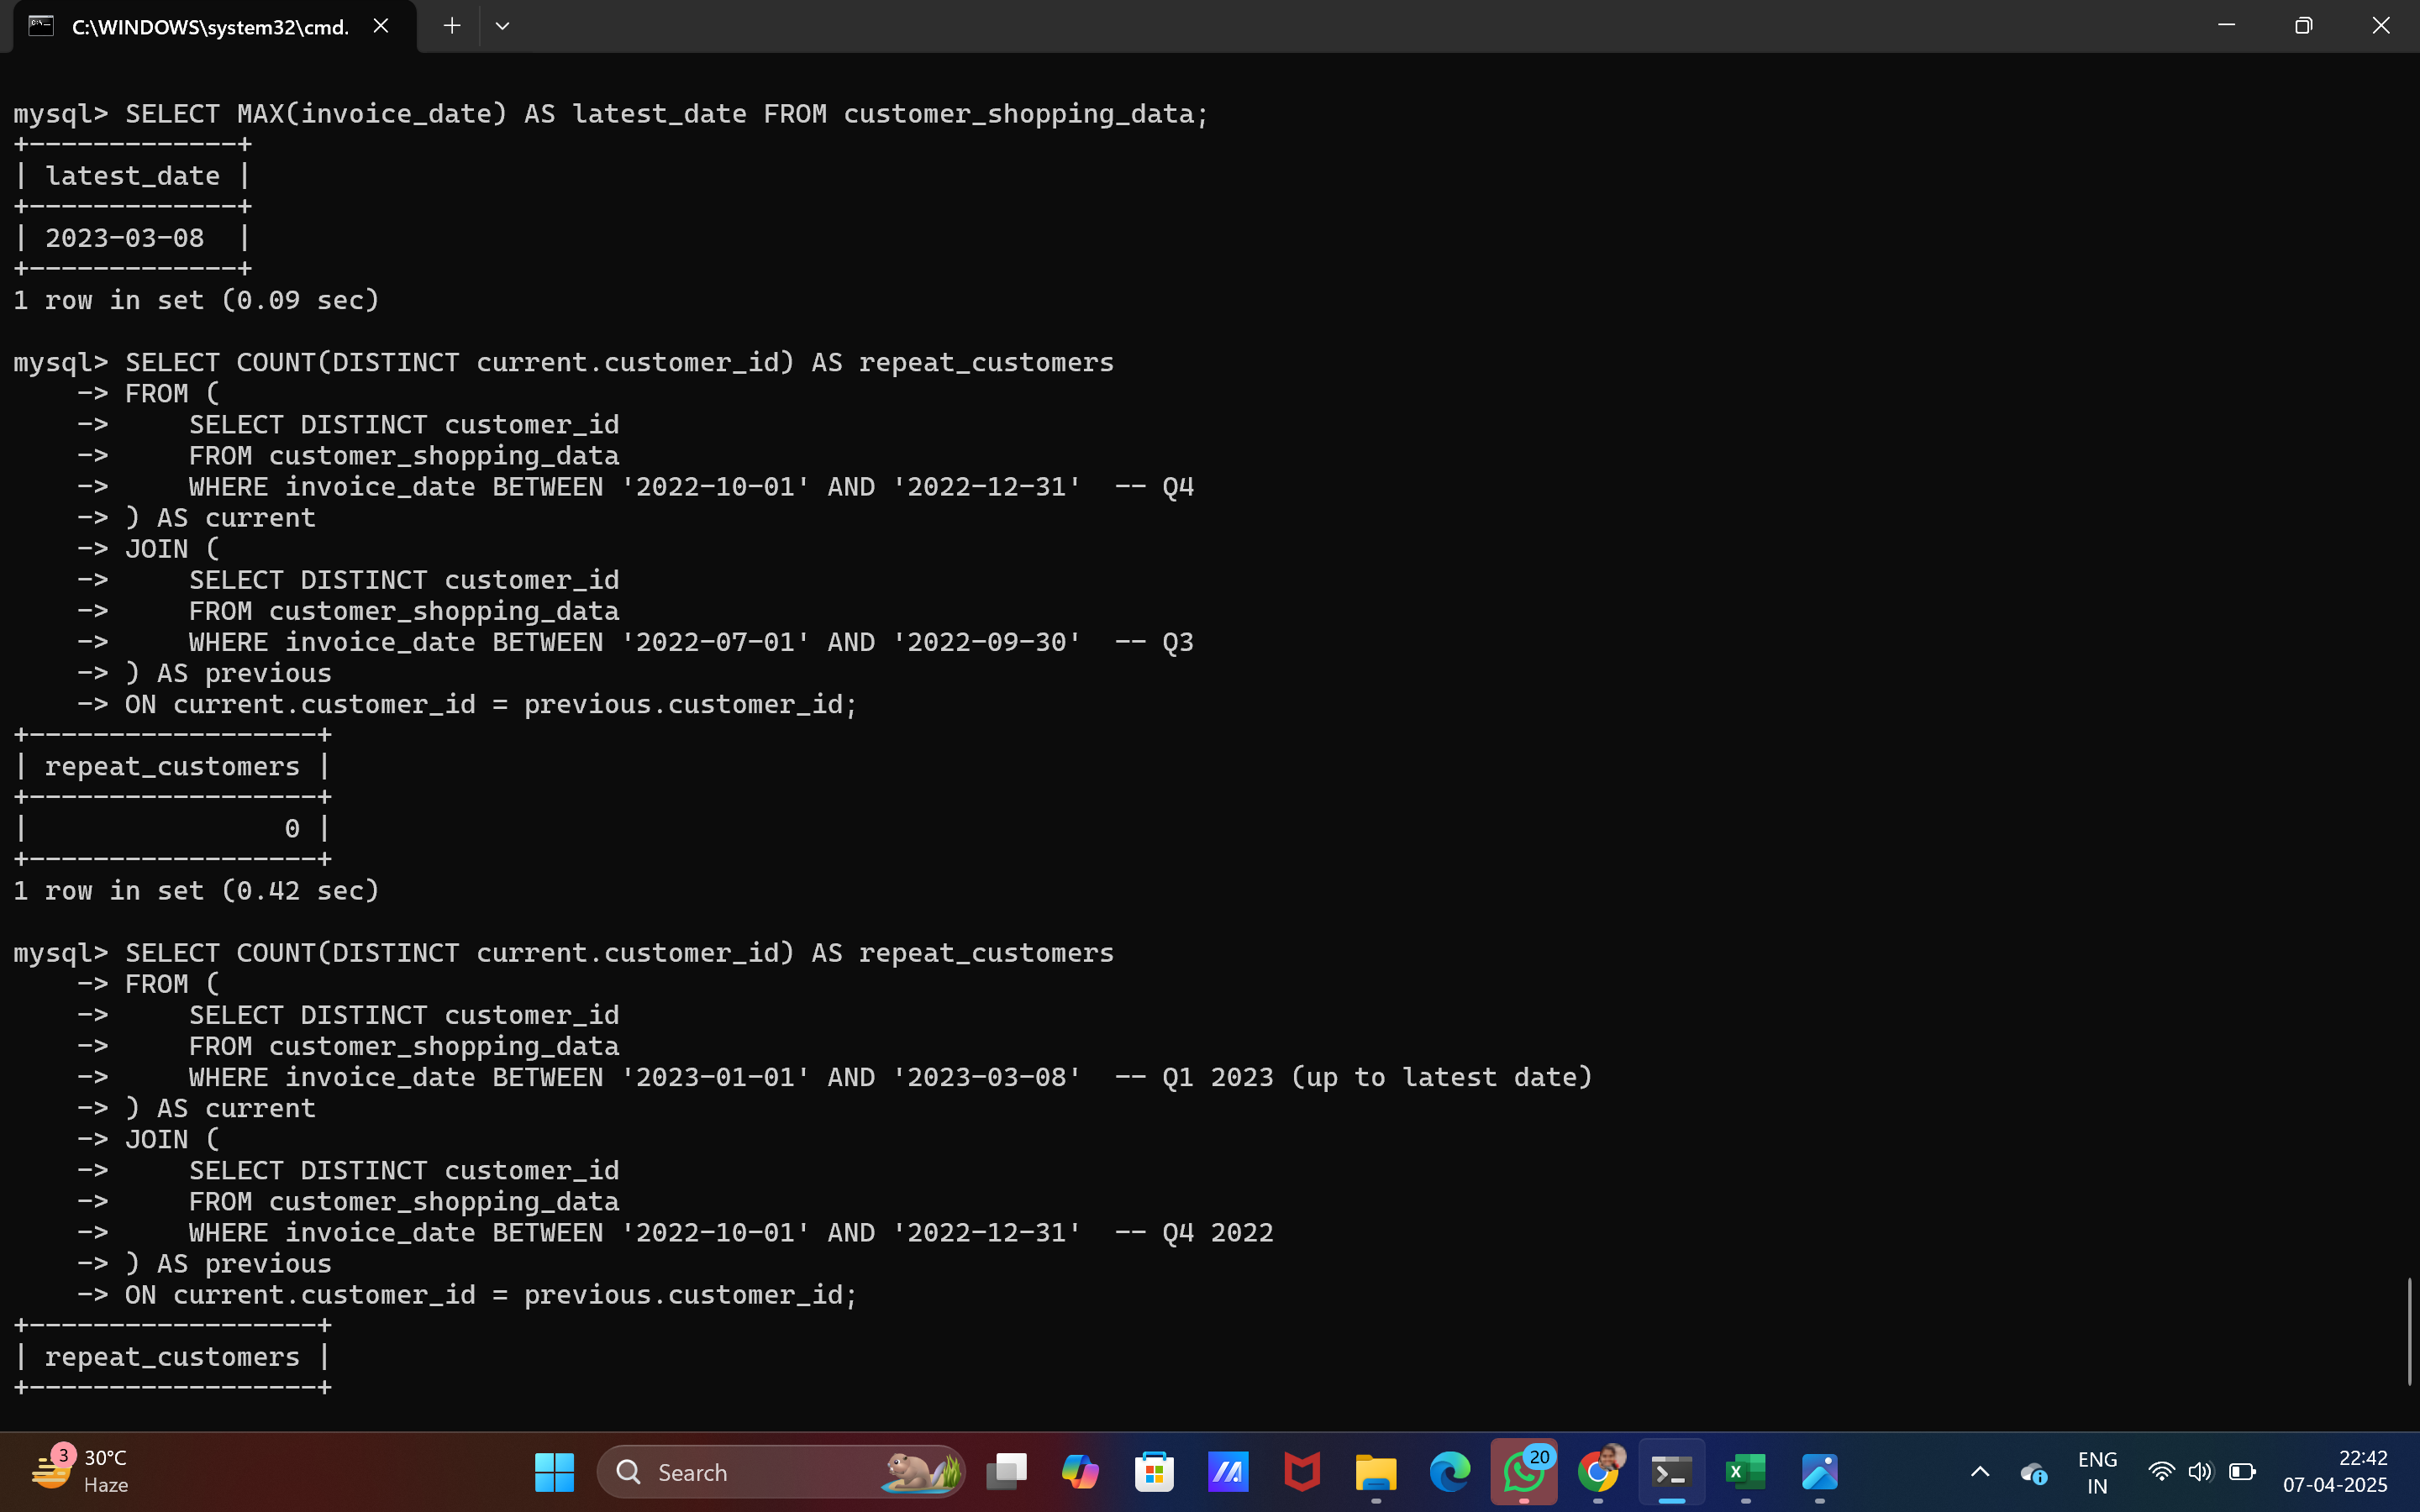 C:\WINDOWS\system32\cmd.
mysql> SELECT MAX(invoice_date) AS latest_date FROM customer_shopping_data;
+-------------+
| latest_date |
+-------------+
| 2023-03-08  |
+-------------+
1 row in set (0.09 sec)
mysql> SELECT COUNT(DISTINCT current.customer_id) AS repeat_customers
    -> FROM (
    ->     SELECT DISTINCT customer_id
    ->     FROM customer_shopping_data
    ->     WHERE invoice_date BETWEEN '2022-10-01' AND '2022-12-31'  -- Q4
    -> ) AS current
    -> JOIN (
    ->     SELECT DISTINCT customer_id
    ->     FROM customer_shopping_data
    ->     WHERE invoice_date BETWEEN '2022-07-01' AND '2022-09-30'  -- Q3
    -> ) AS previous
    -> ON current.customer_id = previous.customer_id;
+------------------+
| repeat_customers |
+------------------+
|                0 |
+------------------+
1 row in set (0.42 sec)
mysql> SELECT COUNT(DISTINCT current.customer_id) AS repeat_customers
    -> FROM (
    ->     SELECT DISTINCT customer_id
    ->     FROM customer_shopping_data
    ->     WHERE invoice_date BETWEEN '2023-01-01' AND '2023-03-08'  -- Q1 2023 (up to latest date)
    -> ) AS current
    -> JOIN (
    ->     SELECT DISTINCT customer_id
    ->     FROM customer_shopping_data
    ->     WHERE invoice_date BETWEEN '2022-10-01' AND '2022-12-31'  -- Q4 2022
    -> ) AS previous
    -> ON current.customer_id = previous.customer_id;
+------------------+
| repeat_customers |
+------------------+
3
30°C
Haze
Search
20
ENG
IN
22:42
07-04-2025